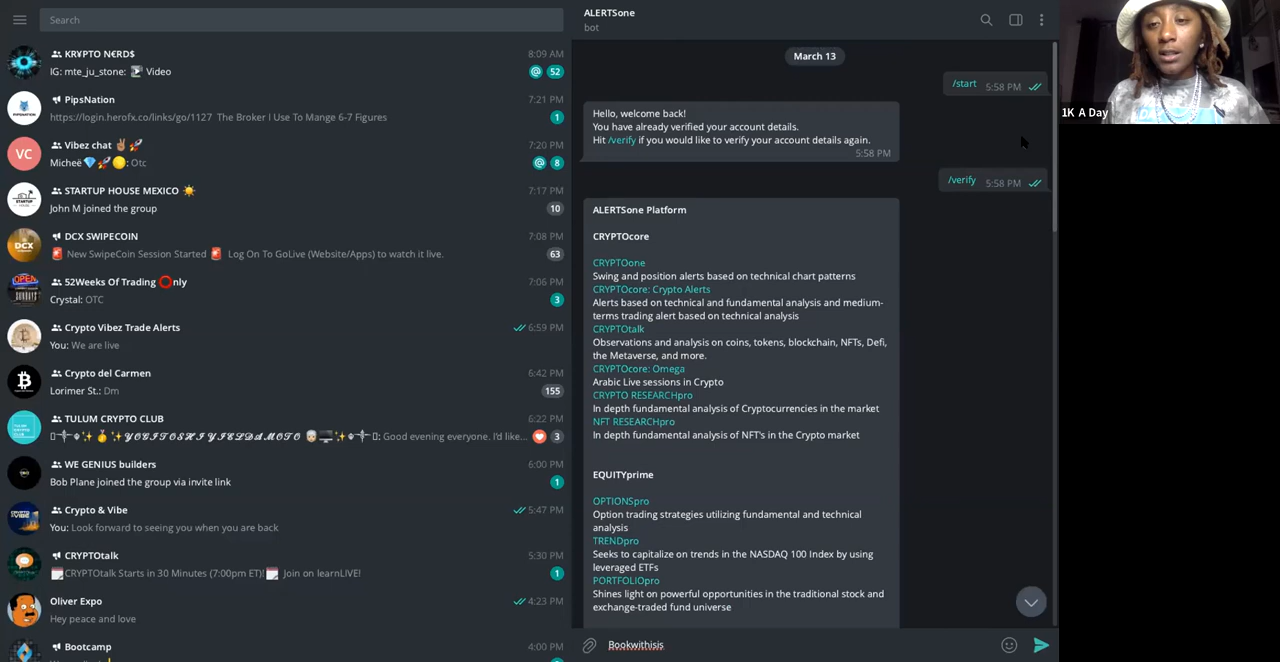 Search
KR¥PTO N€RD$ 8:09 AM
IG: mte_ju_stone: Video @ 52
PipsNation 7:21 PM
https://login.herofx.co/links/go/1127 The Broker I Use To Mange 6-7 Figures 1
VC
Vibez chat ✌🏽🚀 7:20 PM
Micheë💎🚀🟡: Otc @ 8
STARTUP HOUSE MEXICO ☀️ 7:17 PM
John M joined the group 10
DCX SWIPECOIN 7:08 PM
🚨 New SwipeCoin Session Started 🚨 Log On To GoLive (Website/Apps) to watch it live. 63
52Weeks Of Trading ⭕nly 7:06 PM
Crystal: OTC 3
Crypto Vibez Trade Alerts 6:59 PM
You: We are live
Crypto del Carmen 6:42 PM
Lorimer St.: Dm 155
TULUM CRYPTO CLUB 6:22 PM
Good evening everyone. I'd like... 3
WE GENIUS builders 6:00 PM
Bob Plane joined the group via invite link 1
Crypto & Vibe 5:47 PM
You: Look forward to seeing you when you are back
CRYPTOtalk 5:30 PM
🗓️CRYPTOtalk Starts in 30 Minutes (7:00pm ET)!🗓️ Join on learnLIVE! 1
Oliver Expo 4:23 PM
Hey peace and love
Bootcamp 4:00 PM
ALERTSone
bot
March 13
/start 5:58 PM
Hello, welcome back!
You have already verified your account details.
Hit /verify if you would like to verify your account details again.
5:58 PM
/verify 5:58 PM
ALERTSone Platform
CRYPTOcore
CRYPTOone
Swing and position alerts based on technical chart patterns
CRYPTOcore: Crypto Alerts
Alerts based on technical and fundamental analysis and medium-
terms trading alert based on technical analysis
CRYPTOtalk
Observations and analysis on coins, tokens, blockchain, NFTs, Defi,
the Metaverse, and more.
CRYPTOcore: Omega
Arabic Live sessions in Crypto
CRYPTO RESEARCHpro
In depth fundamental analysis of Cryptocurrencies in the market
NFT RESEARCHpro
In depth fundamental analysis of NFT's in the Crypto market
EQUITYprime
OPTIONSpro
Option trading strategies utilizing fundamental and technical
analysis
TRENDpro
Seeks to capitalize on trends in the NASDAQ 100 Index by using
leveraged ETFs
PORTFOLIOpro
Shines light on powerful opportunities in the traditional stock and
exchange-traded fund universe
Bookwithisis
1K A Day